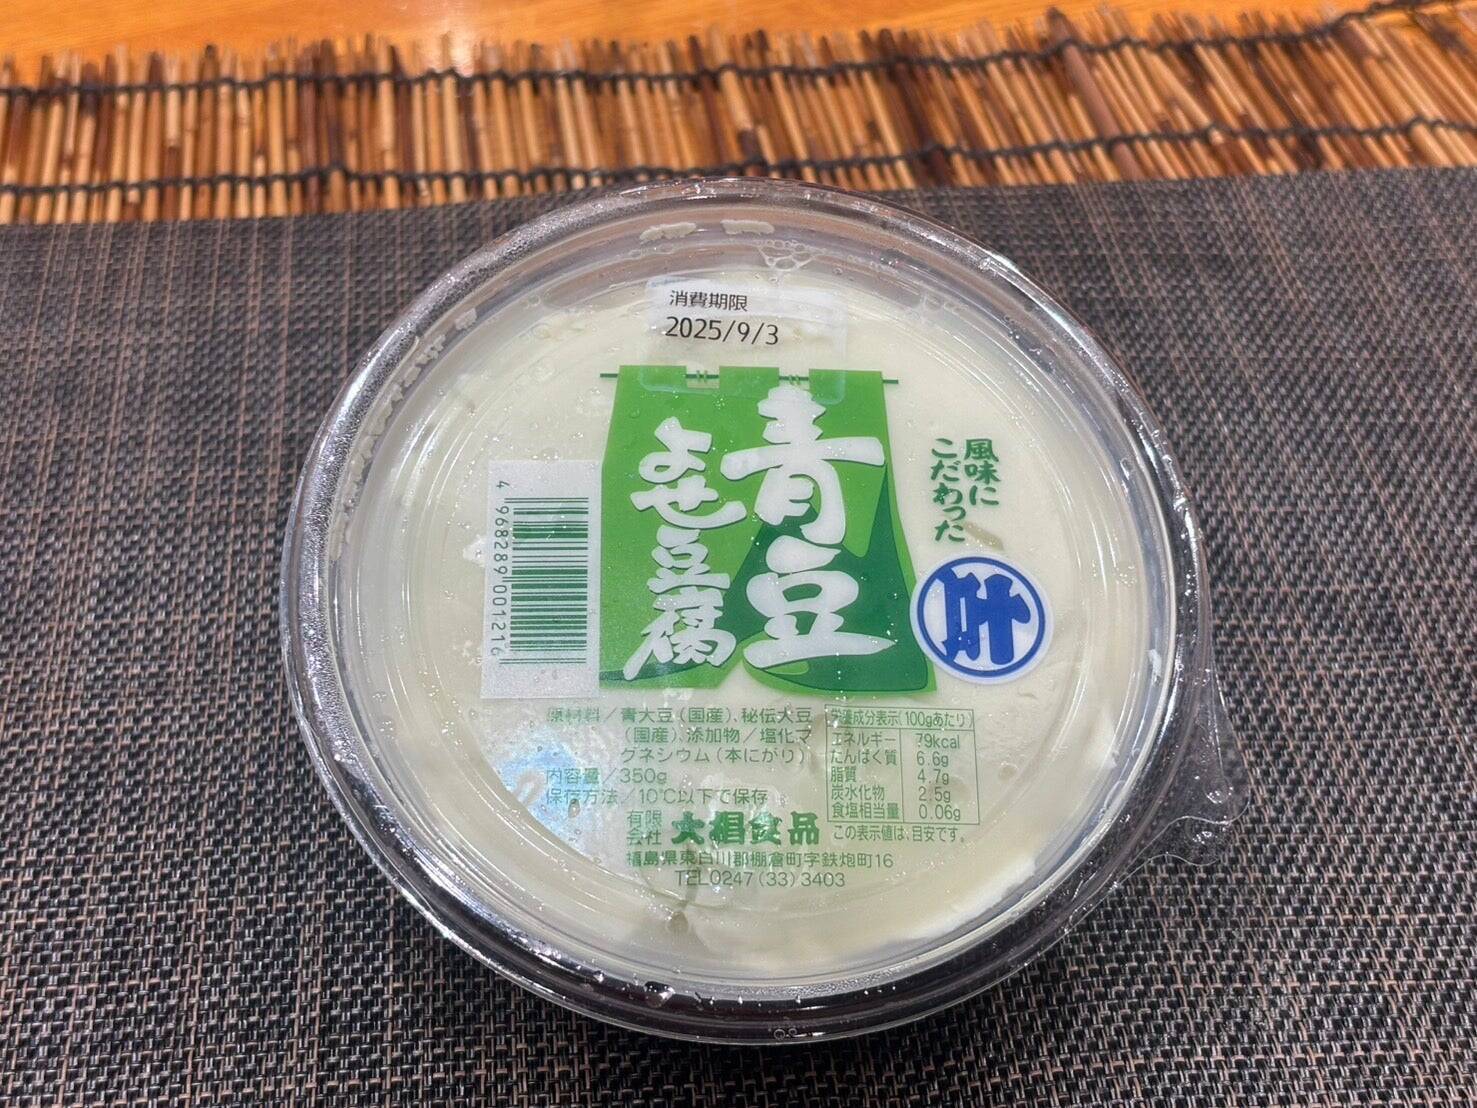 消費期限
2025/9/3
青豆
よせ豆腐
風味に
こだわった
4 968289 001216
原材料/青大豆(国産)、秘伝大豆
(国産)、添加物/塩化マ
グネシウム(本にがり)
内容量/350g
保存方法/10℃以下で保存
栄養成分表示(100gあたり)
エネルギー 79kcal
たんぱく質 6.6g
脂質 4.7g
炭水化物 2.5g
食塩相当量 0.06g
この表示値は、目安です。
有限
会社 大椙食品
福島県東白川郡棚倉町字鉄炮町16
TEL0247(33)3403